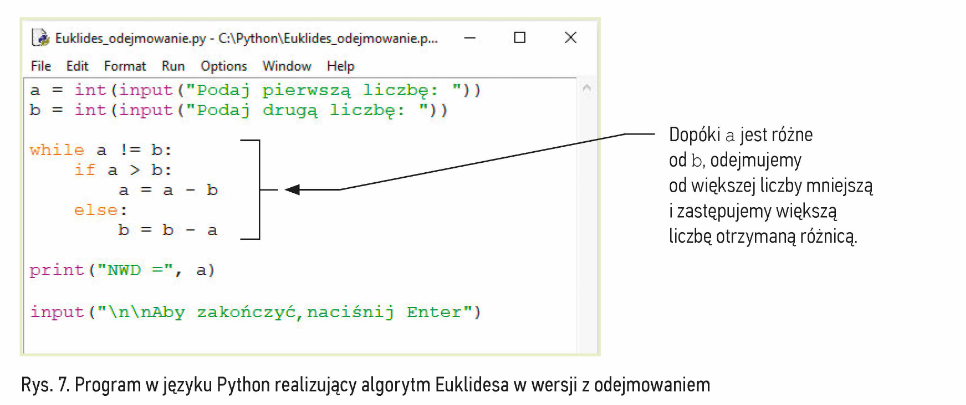 Euklides_odejmowanie.py - C:\Python\Euklides_odejmowanie.p...
File Edit Format Run Options Window Help
a = int(input("Podaj pierwszą liczbę: "))
b = int(input("Podaj drugą liczbę: "))
while a != b:
    if a > b:
        a = a - b
    else:
        b = b - a
print("NWD =", a)
input("\n\nAby zakończyć,naciśnij Enter")
Dopóki a jest różne
od b, odejmujemy
od większej liczby mniejszą
i zastępujemy większą
liczbę otrzymaną różnicą.
Rys. 7. Program w języku Python realizujący algorytm Euklidesa w wersji z odejmowaniem